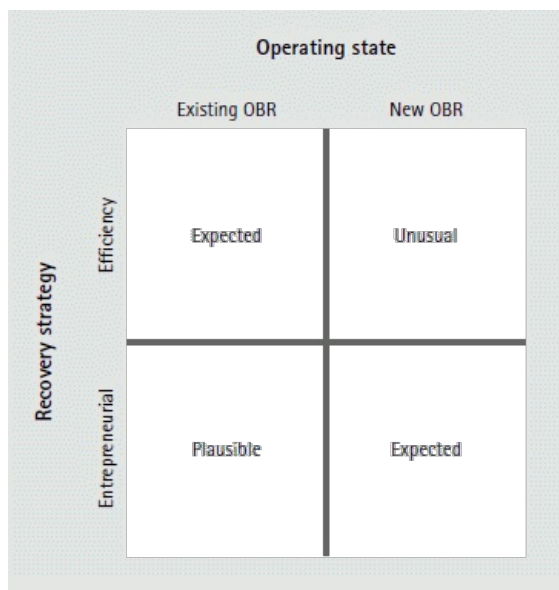 Operating state
Existing OBR New OBR
Efficiency
Expected Unusual
Recovery strategy
Entrepreneurial
Plausible Expected